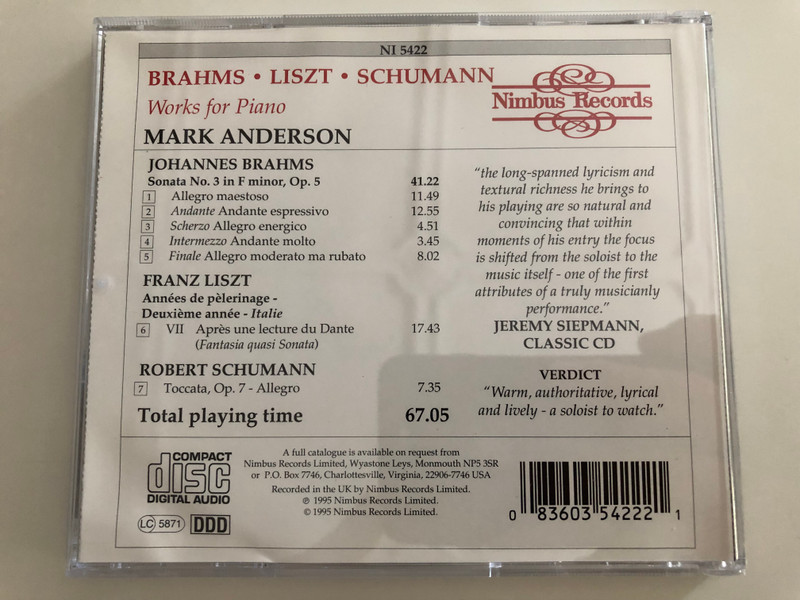 NI 5422
BRAHMS • LISZT • SCHUMANN
Works for Piano
Nimbus Records
MARK ANDERSON
JOHANNES BRAHMS
Sonata No. 3 in F minor, Op. 5 41.22
1 Allegro maestoso 11.49
2 Andante Andante espressivo 12.55
3 Scherzo Allegro energico 4.51
4 Intermezzo Andante molto 3.45
5 Finale Allegro moderato ma rubato 8.02
FRANZ LISZT
Années de pèlerinage -
Deuxième année - Italie
6 VII Après une lecture du Dante 17.43
(Fantasia quasi Sonata)
ROBERT SCHUMANN
7 Toccata, Op. 7 - Allegro 7.35
Total playing time 67.05
"the long-spanned lyricism and
textural richness he brings to
his playing are so natural and
convincing that within
moments of his entry the focus
is shifted from the soloist to the
music itself - one of the first
attributes of a truly musicianly
performance."
JEREMY SIEPMANN,
CLASSIC CD
VERDICT
"Warm, authoritative, lyrical
and lively - a soloist to watch."
COMPACT
disc
DIGITAL AUDIO
LC 5871 DDD
A full catalogue is available on request from
Nimbus Records Limited, Wyastone Leys, Monmouth NP5 3SR
or P.O. Box 7746, Charlottesville, Virginia, 22906-7746 USA
Recorded in the UK by Nimbus Records Limited.
℗ 1995 Nimbus Records Limited.
© 1995 Nimbus Records Limited.
0 83603 54222 1